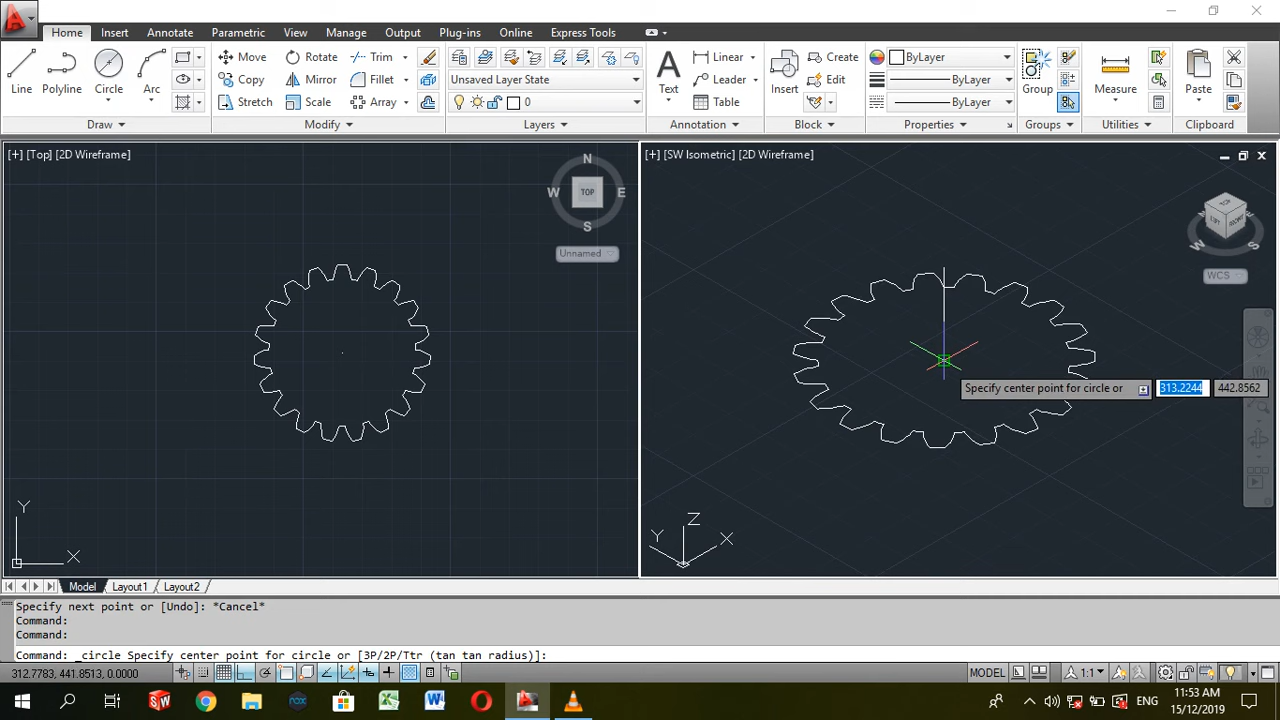 Home Insert Annotate Parametric View Manage Output Plug-ins Online Express Tools
Line Polyline Circle Arc
Move Rotate Trim
Copy Mirror Fillet
Stretch Scale Array
Unsaved Layer State
0
Text
Linear
Leader
Table
Insert
Create
Edit
ByLayer
ByLayer
ByLayer
Group
Measure
Paste
Draw Modify Layers Annotation Block Properties Groups Utilities Clipboard
[+] [Top] [2D Wireframe]
N
W TOP E
S
Unnamed
Y
X
[+] [SW Isometric] [2D Wireframe]
LEFT FRONT
W S
WCS
Specify center point for circle or 313.2244 442.8562
Z
Y X
Model Layout1 Layout2
Specify next point or [Undo]: *Cancel*
Command:
Command:
Command: _circle Specify center point for circle or [3P/2P/Ttr (tan tan radius)]:
312.7783, 441.8513, 0.0000
MODEL 1:1
11:53 AM
ENG
15/12/2019